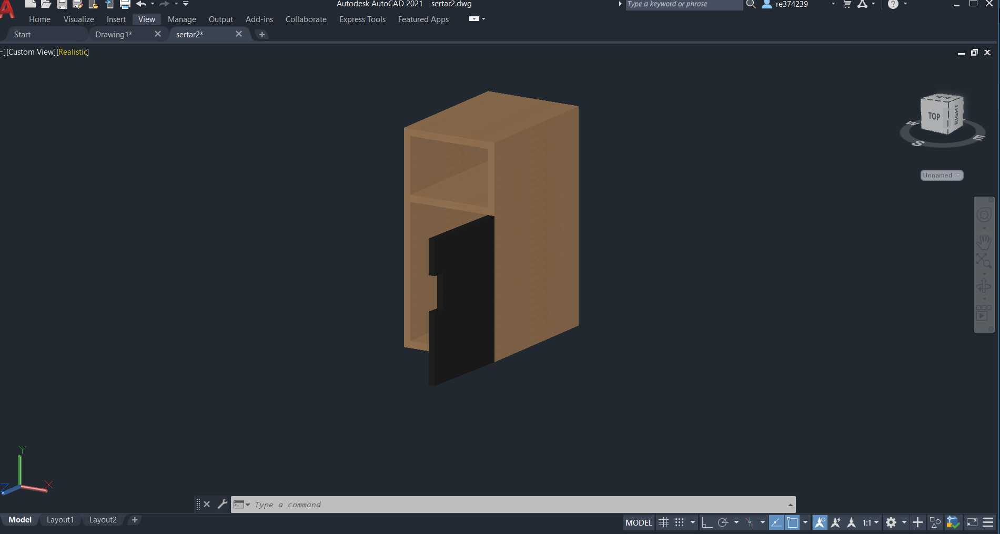 Autodesk AutoCAD 2021 sertar2.dwg
Type a keyword or phrase
re374239
Home Visualize Insert View Manage Output Add-ins Collaborate Express Tools Featured Apps
Start Drawing1* sertar2*
-][Custom View][Realistic]
TOP
RIGHT
W
S
E
Unnamed
Y
X
Z
Type a command
Model Layout1 Layout2
MODEL
1:1